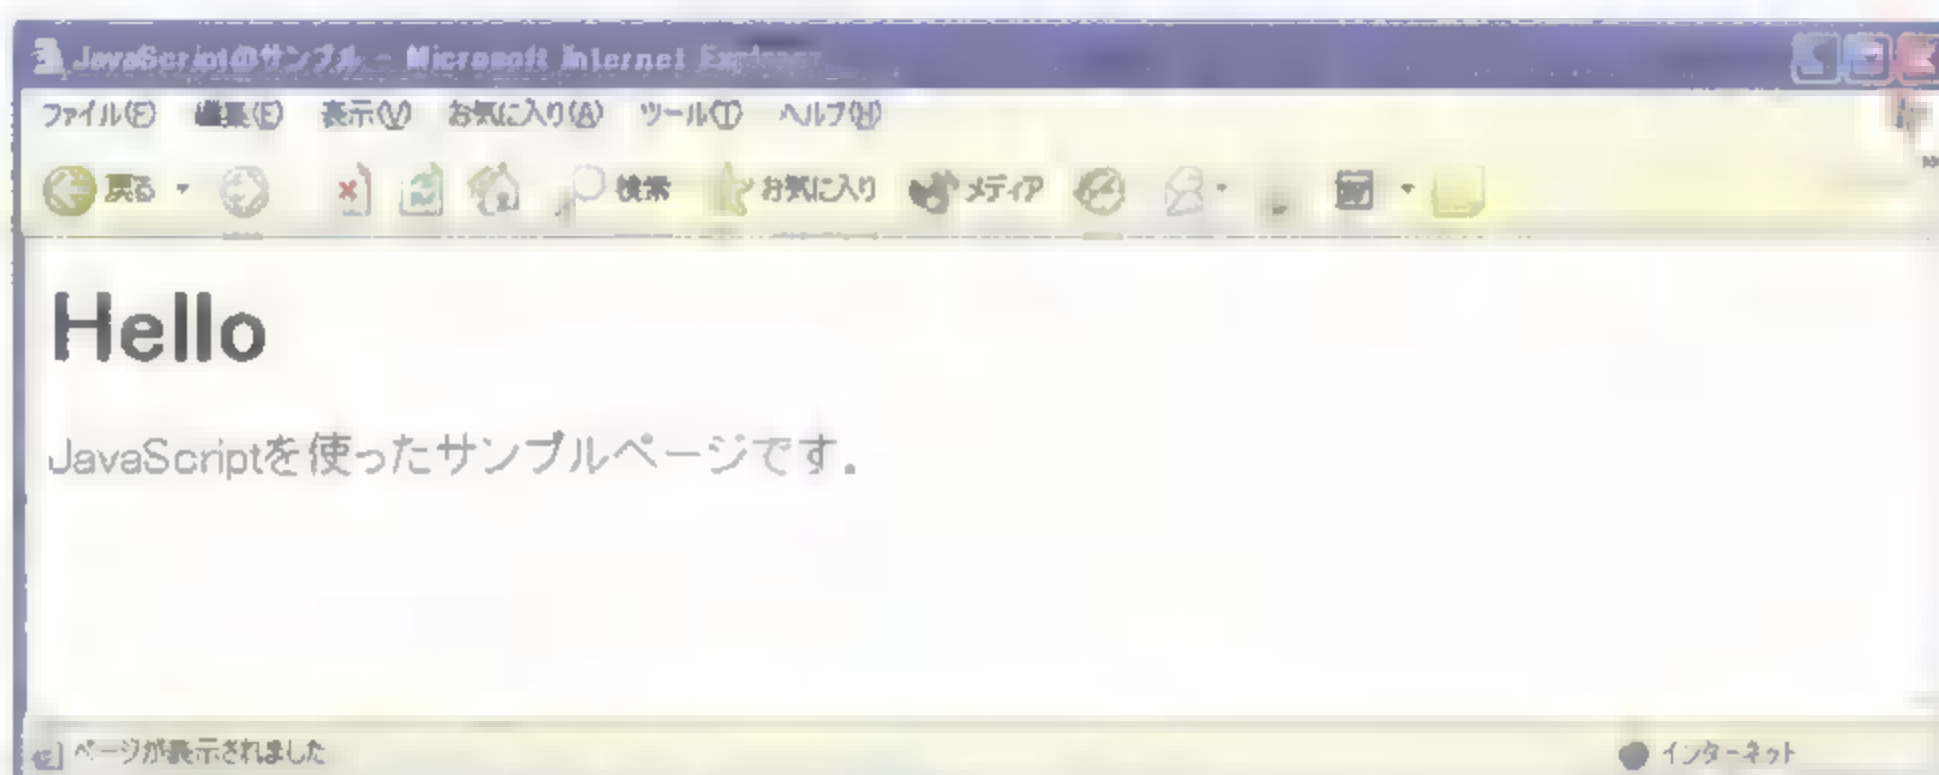 JavaScriptのサンプル - Microsoft Internet Explorer
ファイル(F) 編集(E) 表示(V) お気に入り(A) ツール(T) ヘルプ(H)
戻る 検索 お気に入り メディア
Hello
JavaScriptを使ったサンプルページです.
ページが表示されました インターネット